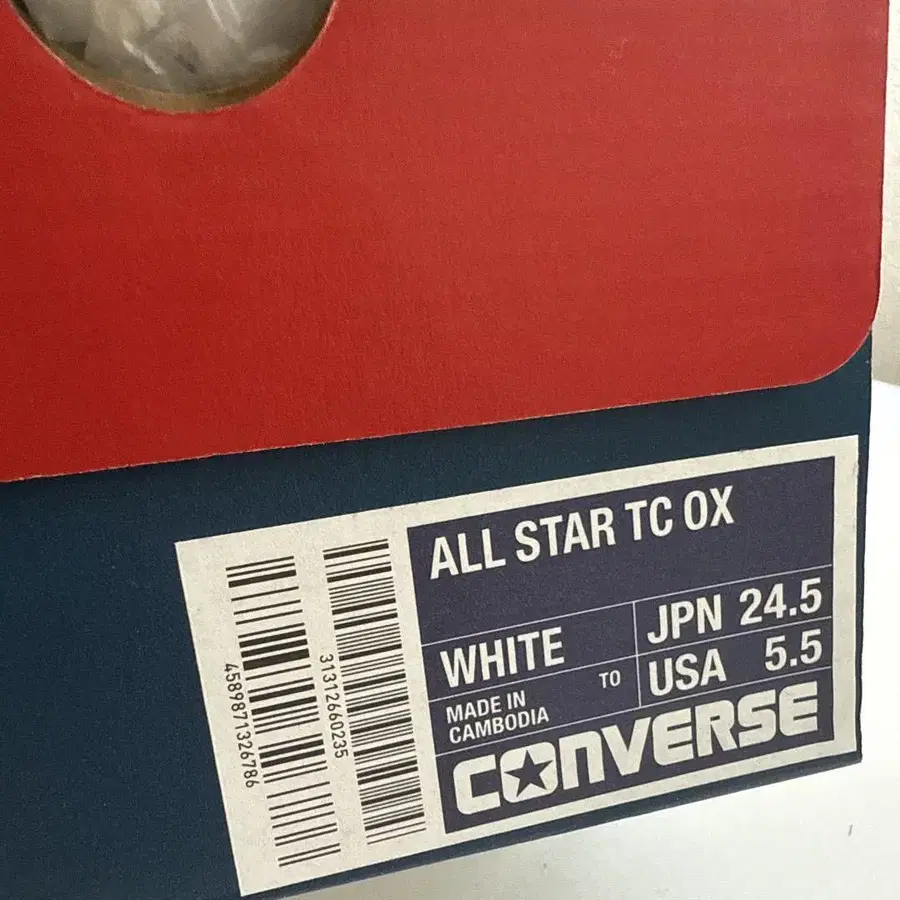 ALL STAR TC OX
WHITE
JPN 24.5
USA 5.5
MADE IN
CAMBODIA
TO
CONVERSE
4589871326786
31312660235